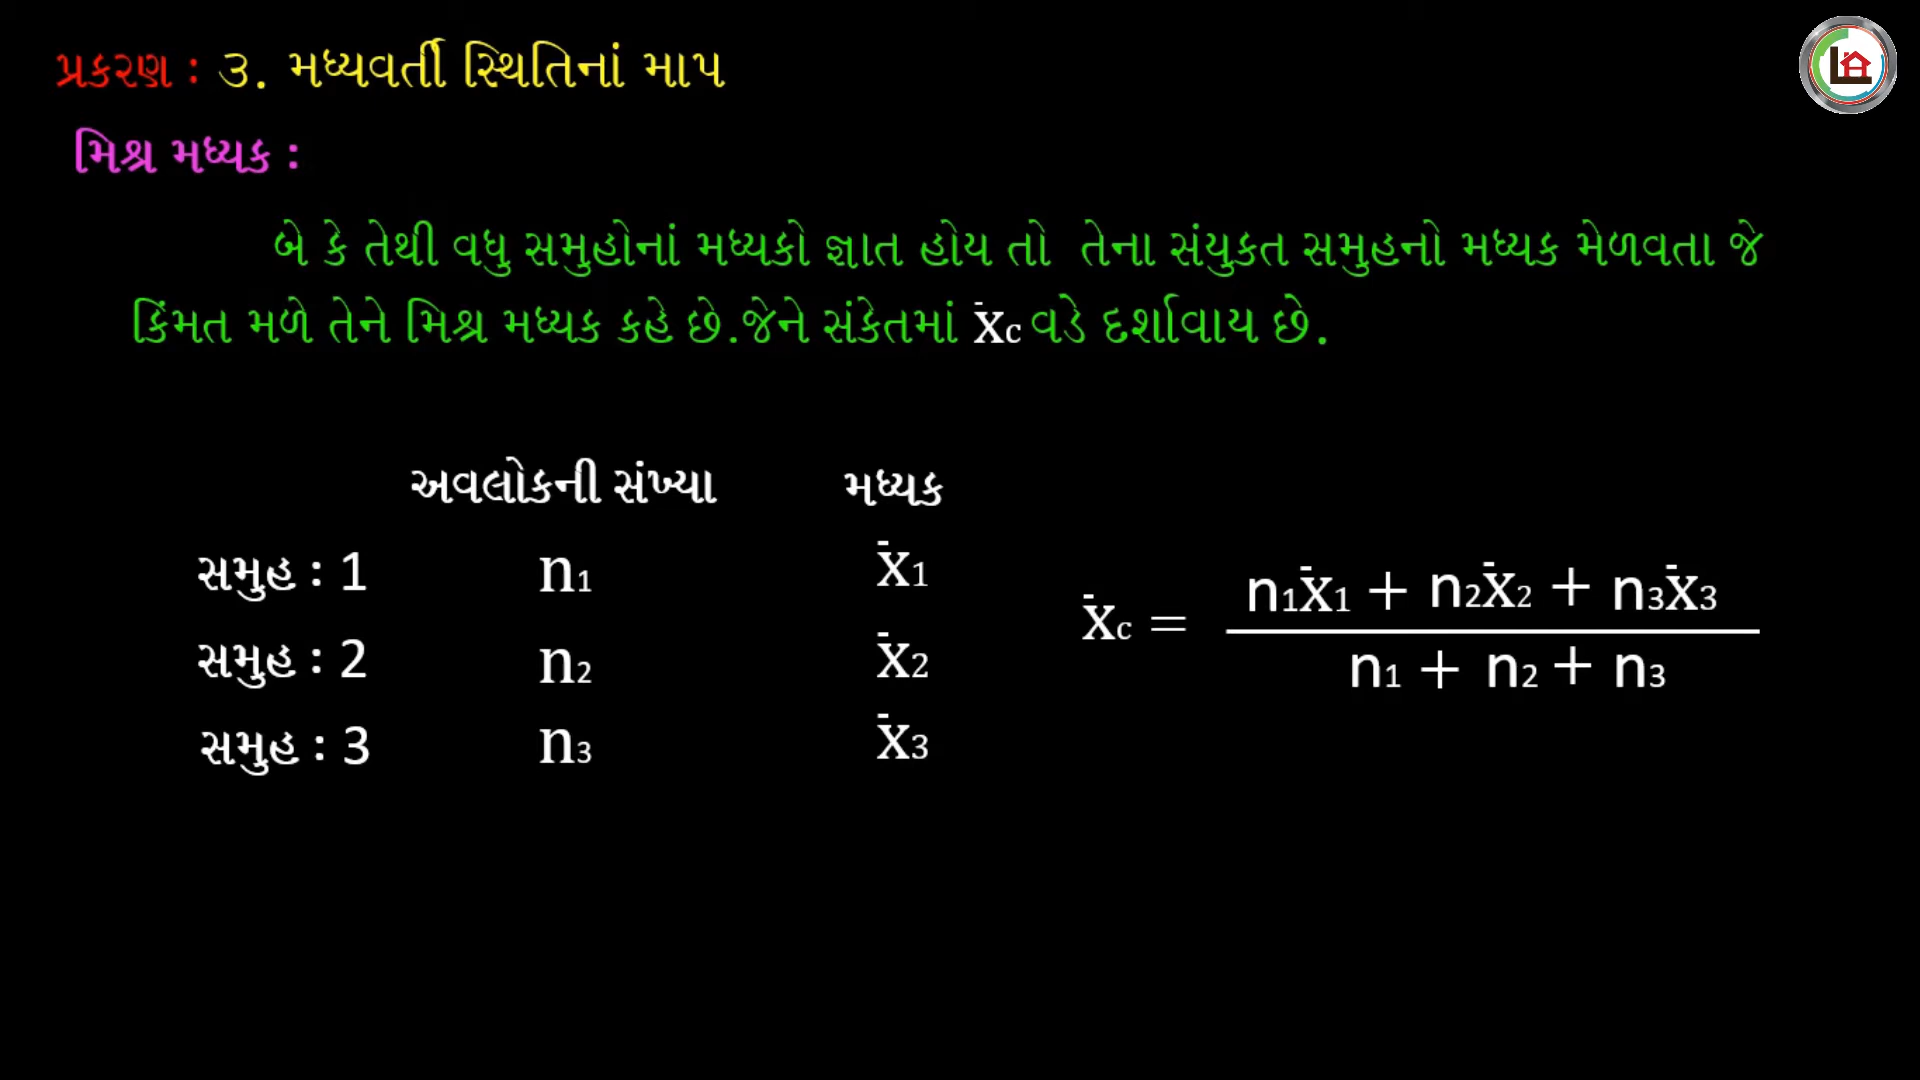 પ્રકરણ : ૩. મધ્યવર્તી સ્થિતિનાં માપ
મિશ્ર મધ્યક :
બે કે તેથી વધુ સમુહોનાં મધ્યકો જ્ઞાત હોય તો તેના સંયુકત સમુહનો મધ્યક મેળવતા જે
કિંમત મળે તેને મિશ્ર મધ્યક કહે છે.જેને સંકેતમાં x̄c વડે દર્શાવાય છે.
અવલોકની સંખ્યા મધ્યક
સમુહ : 1 n1 x̄1
સમુહ : 2 n2 x̄2
સમુહ : 3 n3 x̄3
x̄c =
n1x̄1 + n2x̄2 + n3x̄3
n1 + n2 + n3